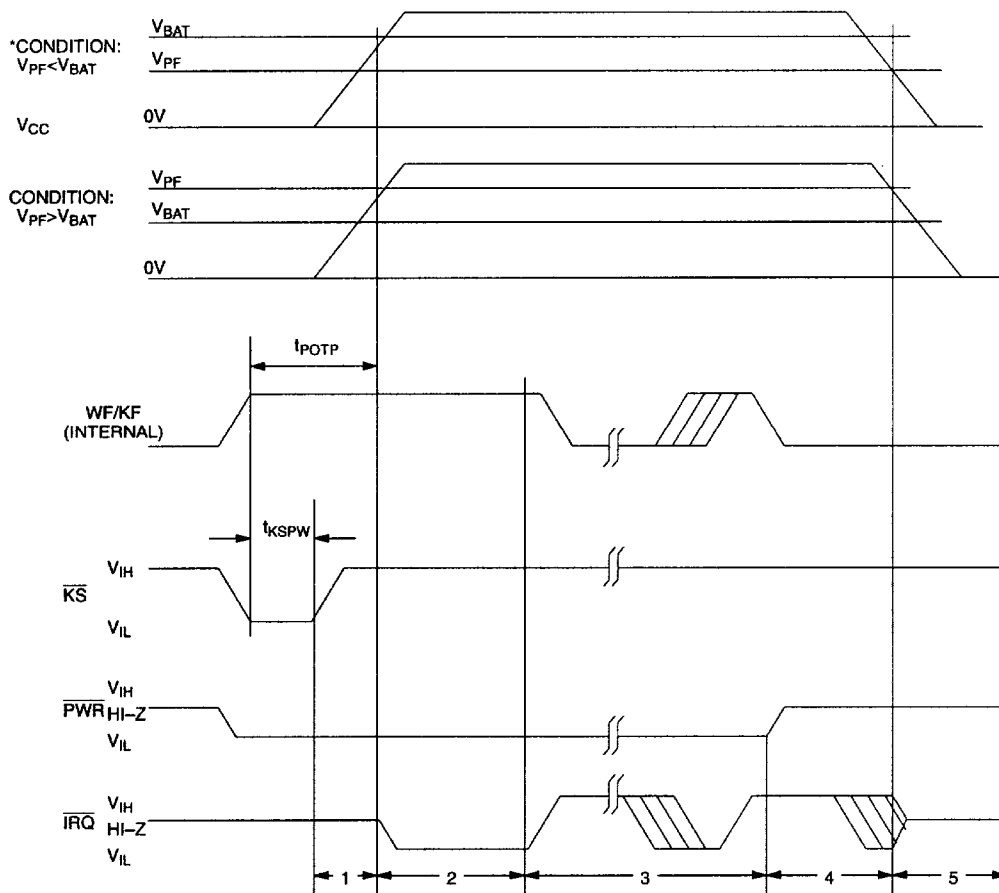 *CONDITION:
VPF<VBAT
VBAT
VPF
VCC
0V
CONDITION:
VPF>VBAT
VPF
VBAT
0V
tPOTP
WF/KF
(INTERNAL)
tKSPW
KS
VIH
VIL
PWR
VIH
HI–Z
VIL
IRQ
VIH
HI–Z
VIL
1
2
3
4
5